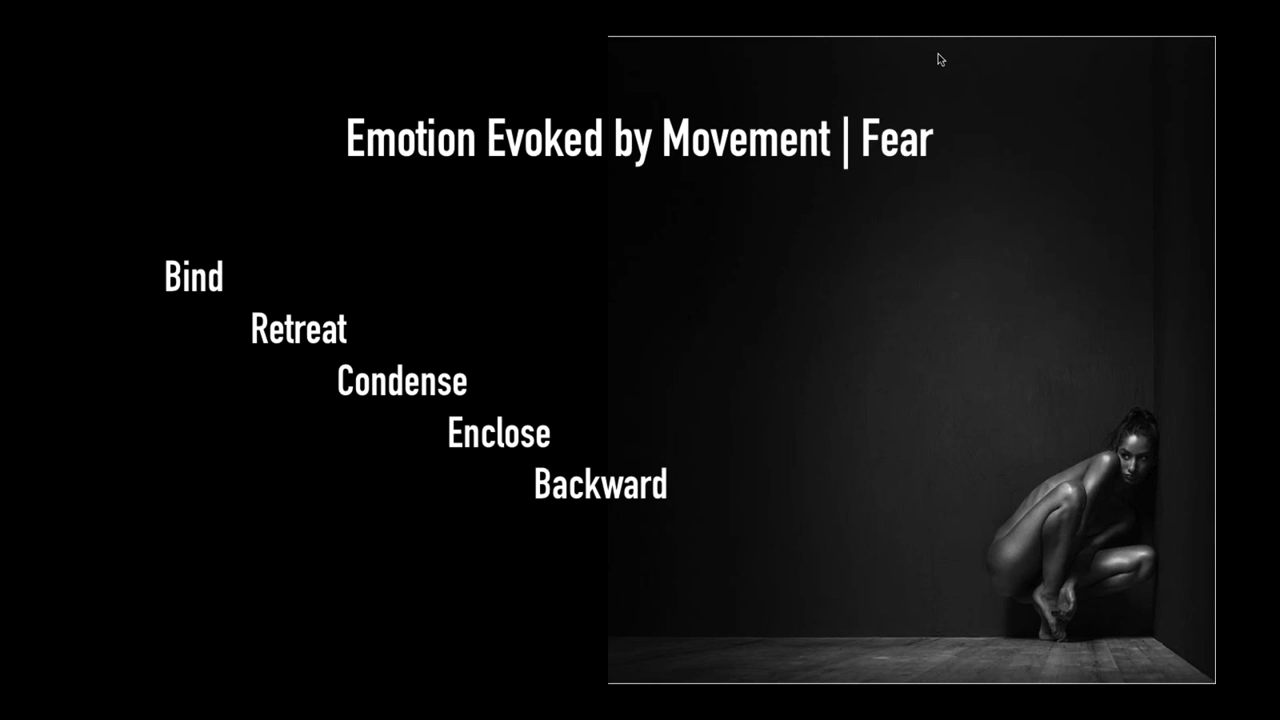 Emotion Evoked by Movement | Fear
Bind
Retreat
Condense
Enclose
Backward